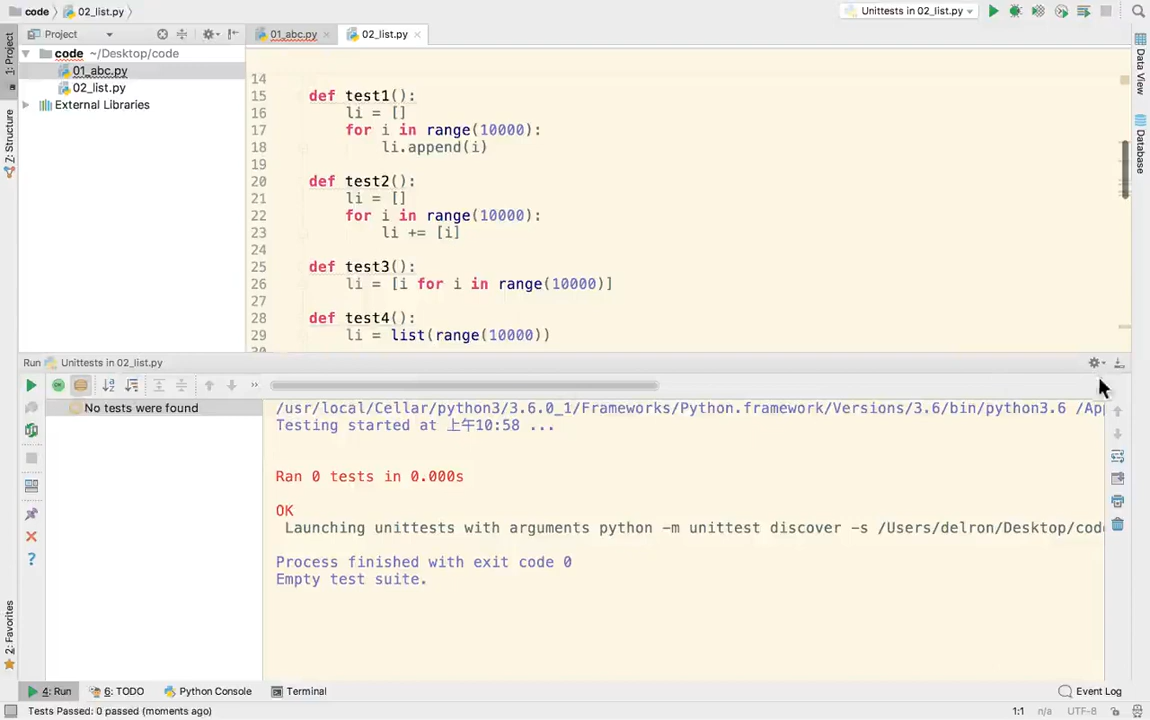 code 02_list.py
Unittests in 02_list.py
1: Project
Project
01_abc.py
02_list.py
code ~/Desktop/code
01_abc.py
02_list.py
External Libraries
Z: Structure
2: Favorites
Data View
Database
14
15 def test1():
16 li = []
17 for i in range(10000):
18 li.append(i)
19
20 def test2():
21 li = []
22 for i in range(10000):
23 li += [i]
24
25 def test3():
26 li = [i for i in range(10000)]
27
28 def test4():
29 li = list(range(10000))
30
Run Unittests in 02_list.py
No tests were found
/usr/local/Cellar/python3/3.6.0_1/Frameworks/Python.framework/Versions/3.6/bin/python3.6 /Ap
Testing started at 上午10:58 ...
Ran 0 tests in 0.000s
OK
Launching unittests with arguments python -m unittest discover -s /Users/delron/Desktop/cod
Process finished with exit code 0
Empty test suite.
4: Run
6: TODO
Python Console
Terminal
Event Log
Tests Passed: 0 passed (moments ago)
1:1 n/a UTF-8